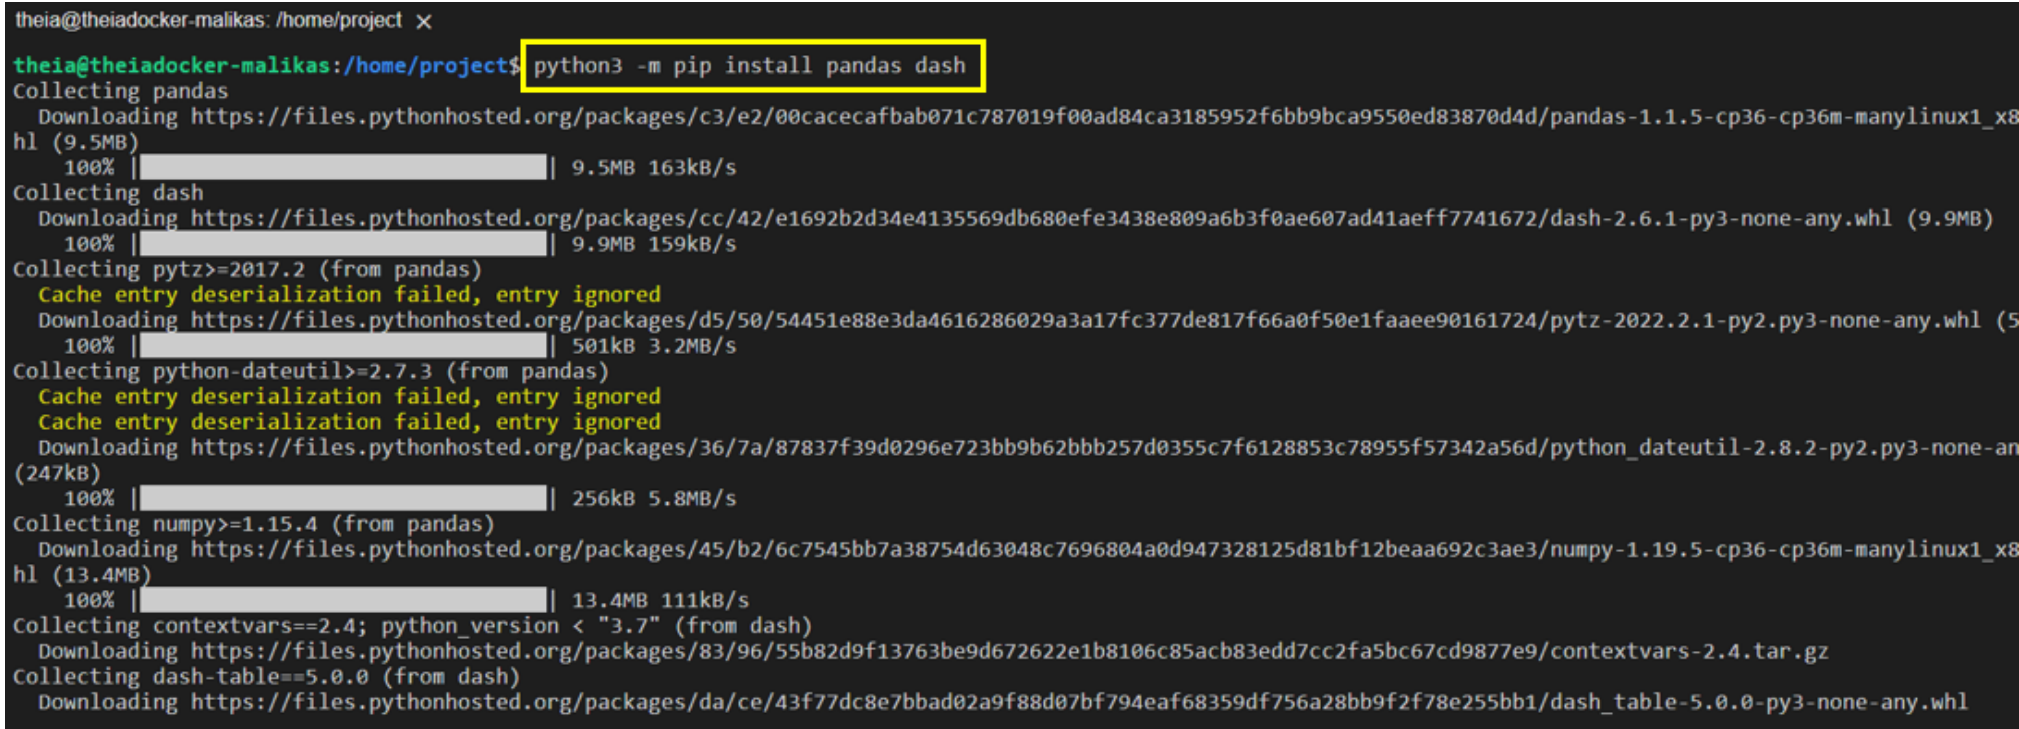 theia@theiadocker-malikas: /home/project ×
theia@theiadocker-malikas:/home/project$ python3 -m pip install pandas dash
Collecting pandas
  Downloading https://files.pythonhosted.org/packages/c3/e2/00cacecafbab071c787019f00ad84ca3185952f6bb9bca9550ed83870d4d/pandas-1.1.5-cp36-cp36m-manylinux1_x8
hl (9.5MB)
    100% |████████████████████████████████| 9.5MB 163kB/s
Collecting dash
  Downloading https://files.pythonhosted.org/packages/cc/42/e1692b2d34e4135569db680efe3438e809a6b3f0ae607ad41aeff7741672/dash-2.6.1-py3-none-any.whl (9.9MB)
    100% |████████████████████████████████| 9.9MB 159kB/s
Collecting pytz>=2017.2 (from pandas)
  Cache entry deserialization failed, entry ignored
  Downloading https://files.pythonhosted.org/packages/d5/50/54451e88e3da4616286029a3a17fc377de817f66a0f50e1faaee90161724/pytz-2022.2.1-py2.py3-none-any.whl (5
    100% |████████████████████████████████| 501kB 3.2MB/s
Collecting python-dateutil>=2.7.3 (from pandas)
  Cache entry deserialization failed, entry ignored
  Cache entry deserialization failed, entry ignored
  Downloading https://files.pythonhosted.org/packages/36/7a/87837f39d0296e723bb9b62bbb257d0355c7f6128853c78955f57342a56d/python_dateutil-2.8.2-py2.py3-none-an
(247kB)
    100% |████████████████████████████████| 256kB 5.8MB/s
Collecting numpy>=1.15.4 (from pandas)
  Downloading https://files.pythonhosted.org/packages/45/b2/6c7545bb7a38754d63048c7696804a0d947328125d81bf12beaa692c3ae3/numpy-1.19.5-cp36-cp36m-manylinux1_x8
hl (13.4MB)
    100% |████████████████████████████████| 13.4MB 111kB/s
Collecting contextvars==2.4; python_version < "3.7" (from dash)
  Downloading https://files.pythonhosted.org/packages/83/96/55b82d9f13763be9d672622e1b8106c85acb83edd7cc2fa5bc67cd9877e9/contextvars-2.4.tar.gz
Collecting dash-table==5.0.0 (from dash)
  Downloading https://files.pythonhosted.org/packages/da/ce/43f77dc8e7bbad02a9f88d07bf794eaf68359df756a28bb9f2f78e255bb1/dash_table-5.0.0-py3-none-any.whl